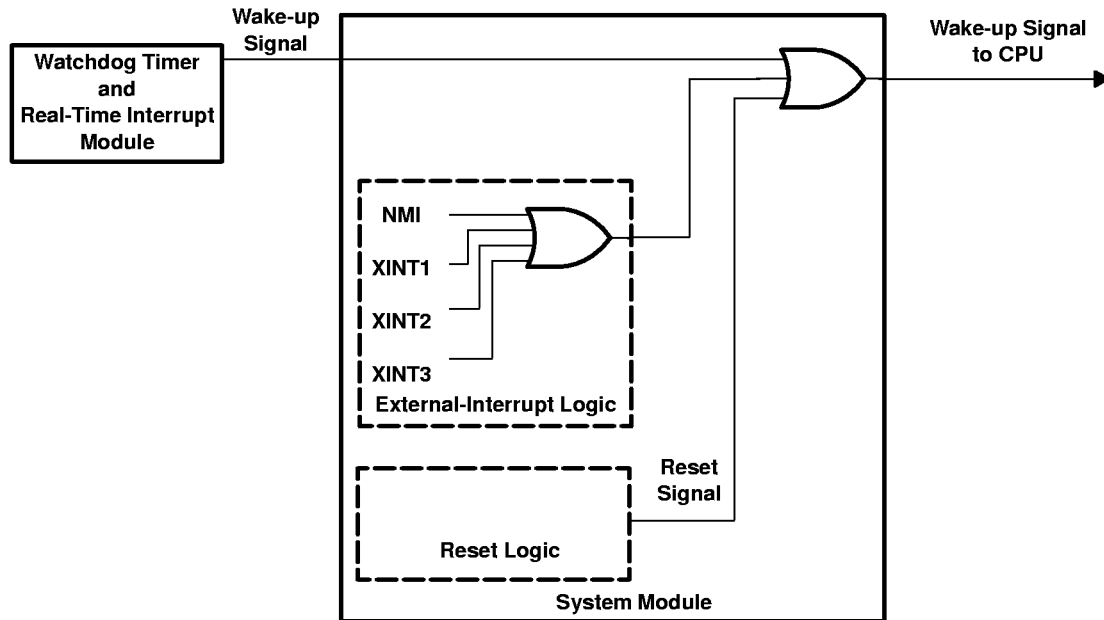 Wake-up
Signal
Watchdog Timer
and
Real-Time Interrupt
Module
Wake-up Signal
to CPU
NMI
XINT1
XINT2
XINT3
External-Interrupt Logic
Reset
Signal
Reset Logic
System Module